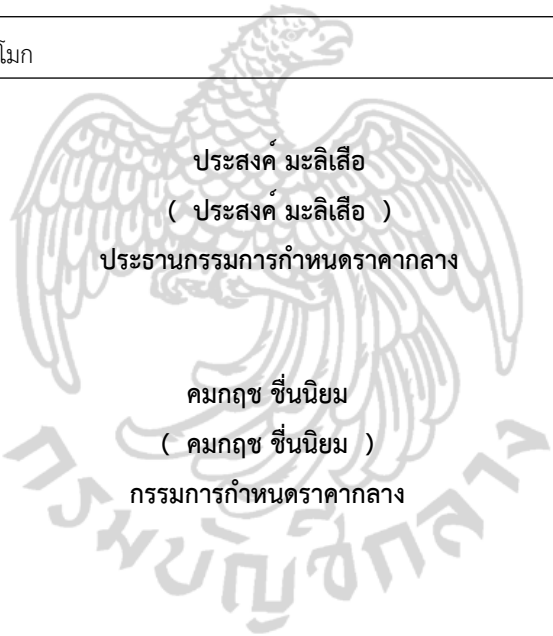 โมก
ประสงค์ มะลิเสือ
( ประสงค์ มะลิเสือ )
ประธานกรรมการกำหนดราคากลาง
คมกฤช ชื่นนิยม
( คมกฤช ชื่นนิยม )
กรรมการกำหนดราคากลาง
กรมบัญชีกลาง